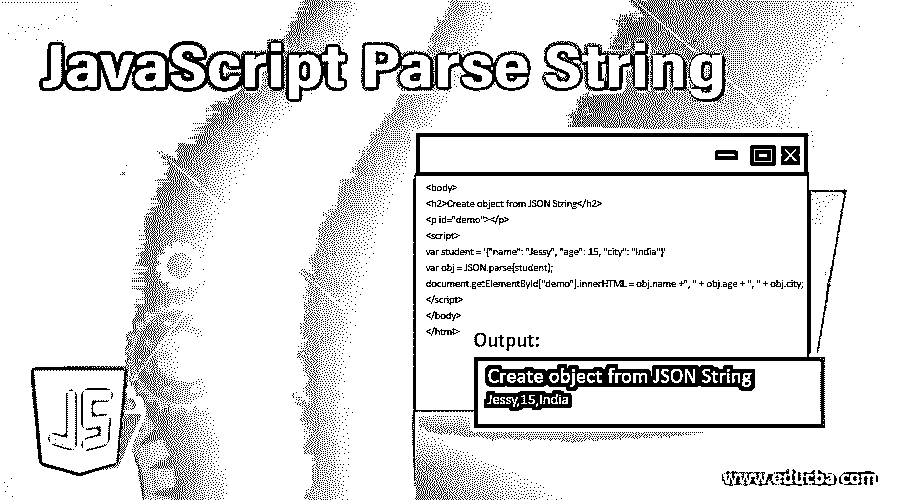 JavaScript Parse String
<body>
<h2>Create object from JSON String</h2>
<p id="demo"></p>
<script>
var student = '{"name": "Jessy", "age": 15, "city": "India"}'
var obj = JSON.parse(student);
document.getElementById("demo").innerHTML = obj.name +", " + obj.age + ", " + obj.city;
</script>
</body>
</html>
Output:
Create object from JSON String
Jessy,15,India
JS
www.educba.com